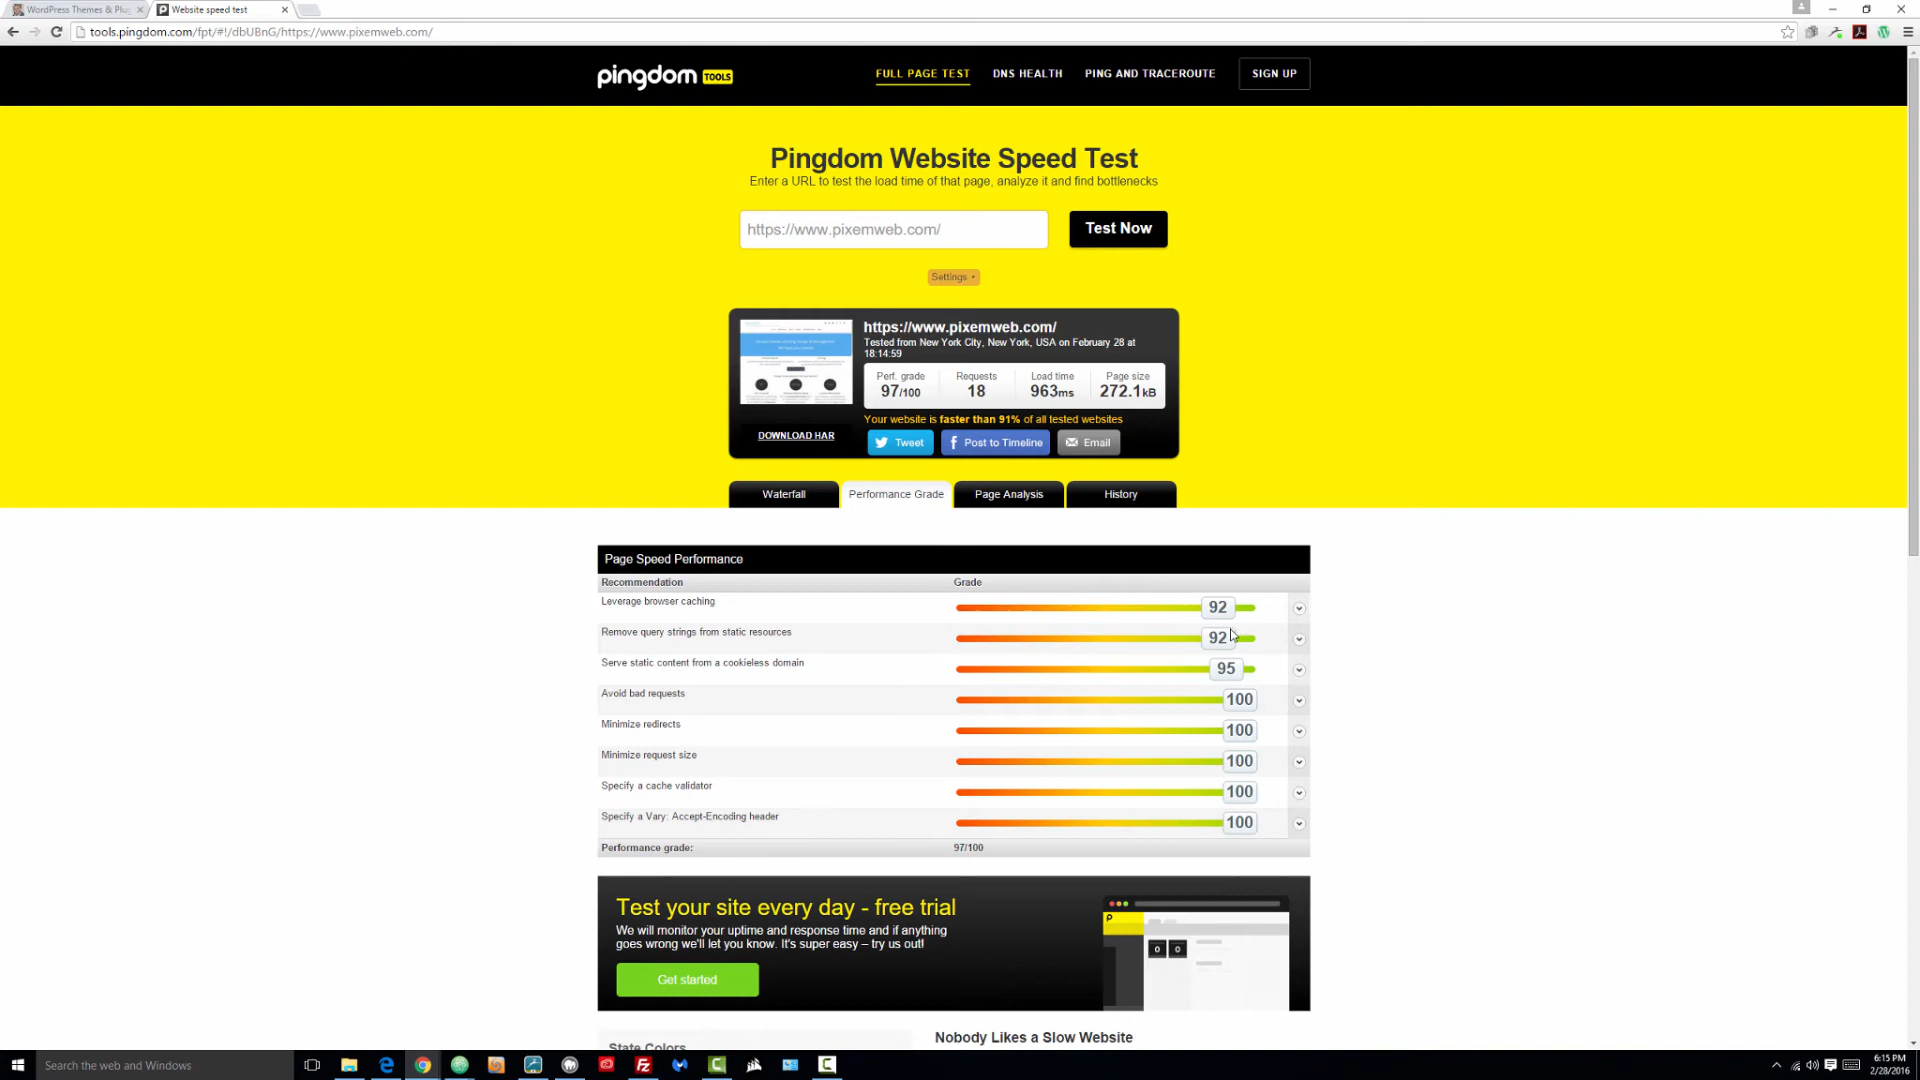 WordPress Themes & Plu
Website speed test
tools.pingdom.com/fpt/#!/dbUBnG/https://www.pixemweb.com/
pingdom TOOLS
FULL PAGE TEST
DNS HEALTH
PING AND TRACEROUTE
SIGN UP
Pingdom Website Speed Test
Enter a URL to test the load time of that page, analyze it and find bottlenecks
https://www.pixemweb.com/
Test Now
Settings
https://www.pixemweb.com/
Tested from New York City, New York, USA on February 28 at
18:14:59
Perf. grade Requests Load time Page size
97/100 18 963ms 272.1kB
Your website is faster than 91% of all tested websites
DOWNLOAD HAR
Tweet
Post to Timeline
Email
Waterfall
Performance Grade
Page Analysis
History
Page Speed Performance
Recommendation Grade
Leverage browser caching 92
Remove query strings from static resources 92
Serve static content from a cookieless domain 95
Avoid bad requests 100
Minimize redirects 100
Minimize request size 100
Specify a cache validator 100
Specify a Vary: Accept-Encoding header 100
Performance grade: 97/100
Test your site every day - free trial
We will monitor your uptime and response time and if anything
goes wrong we'll let you know. It's super easy – try us out!
Get started
0 0
State Colors
Nobody Likes a Slow Website
Search the web and Windows
6:15 PM
2/28/2016